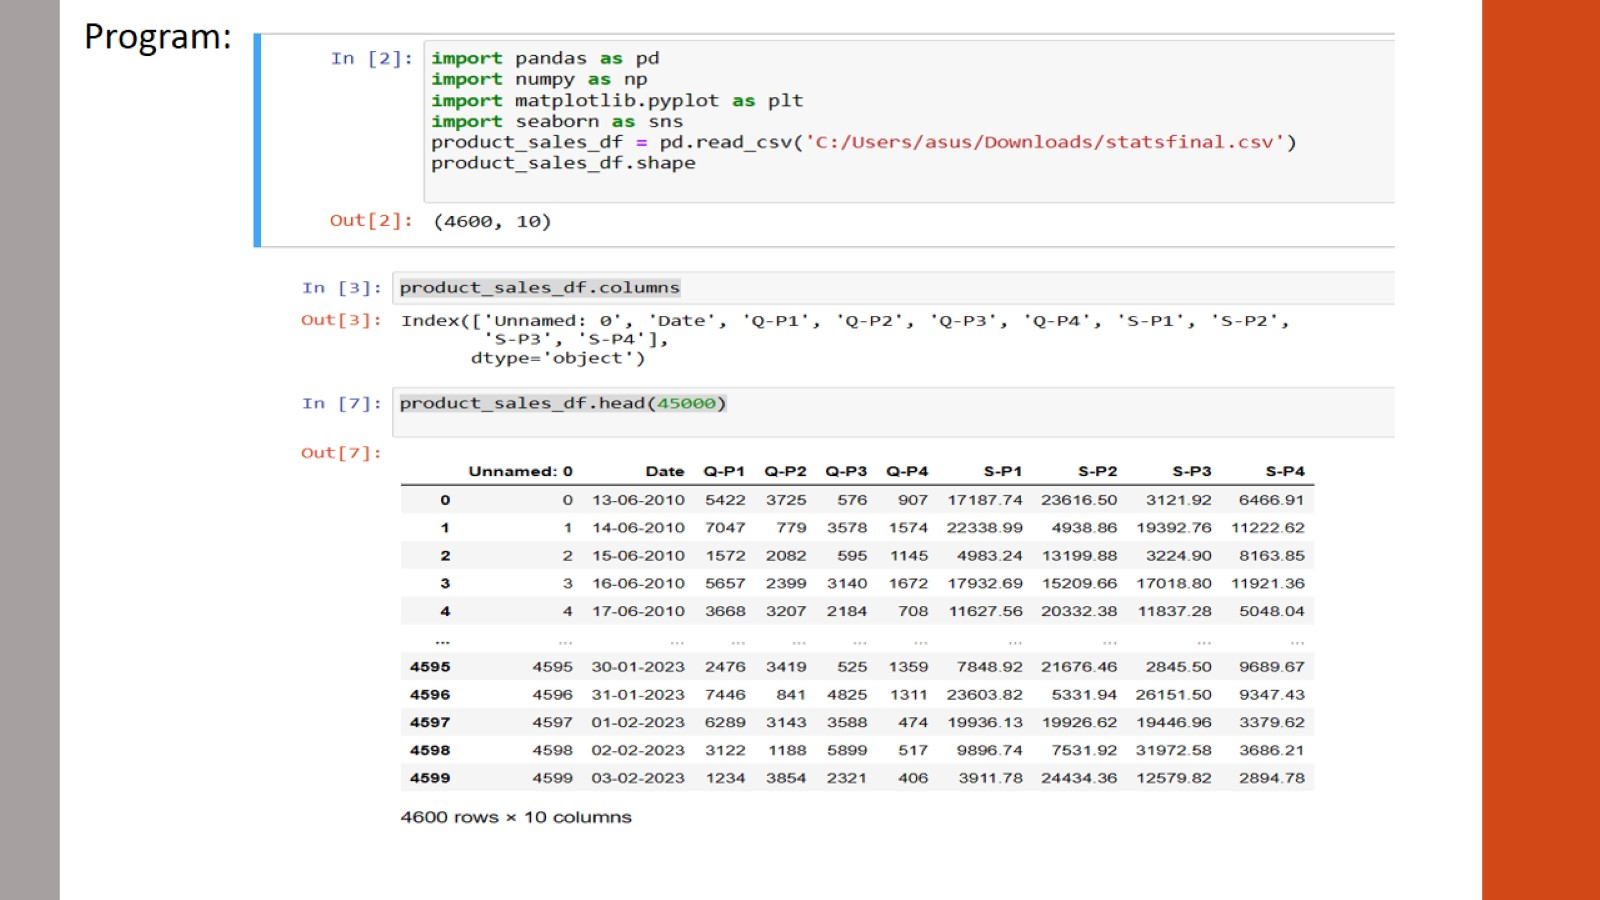 Program:
In [2]: import pandas as pd
import numpy as np
import matplotlib.pyplot as plt
import seaborn as sns
product_sales_df = pd.read_csv('C:/Users/asus/Downloads/statsfinal.csv')
product_sales_df.shape
Out[2]: (4600, 10)
In [3]: product_sales_df.columns
Out[3]: Index(['Unnamed: 0', 'Date', 'Q-P1', 'Q-P2', 'Q-P3', 'Q-P4', 'S-P1', 'S-P2',
'S-P3', 'S-P4'],
dtype='object')
In [7]: product_sales_df.head(45000)
Out[7]:
Unnamed: 0 Date Q-P1 Q-P2 Q-P3 Q-P4 S-P1 S-P2 S-P3 S-P4
0 0 13-06-2010 5422 3725 576 907 17187.74 23616.50 3121.92 6466.91
1 1 14-06-2010 7047 779 3578 1574 22338.99 4938.86 19392.76 11222.62
2 2 15-06-2010 1572 2082 595 1145 4983.24 13199.88 3224.90 8163.85
3 3 16-06-2010 5657 2399 3140 1672 17932.69 15209.66 17018.80 11921.36
4 4 17-06-2010 3668 3207 2184 708 11627.56 20332.38 11837.28 5048.04
... ... ... ... ... ... ... ... ... ... ...
4595 4595 30-01-2023 2476 3419 525 1359 7848.92 21676.46 2845.50 9689.67
4596 4596 31-01-2023 7446 841 4825 1311 23603.82 5331.94 26151.50 9347.43
4597 4597 01-02-2023 6289 3143 3588 474 19936.13 19926.62 19446.96 3379.62
4598 4598 02-02-2023 3122 1188 5899 517 9896.74 7531.92 31972.58 3686.21
4599 4599 03-02-2023 1234 3854 2321 406 3911.78 24434.36 12579.82 2894.78
4600 rows × 10 columns